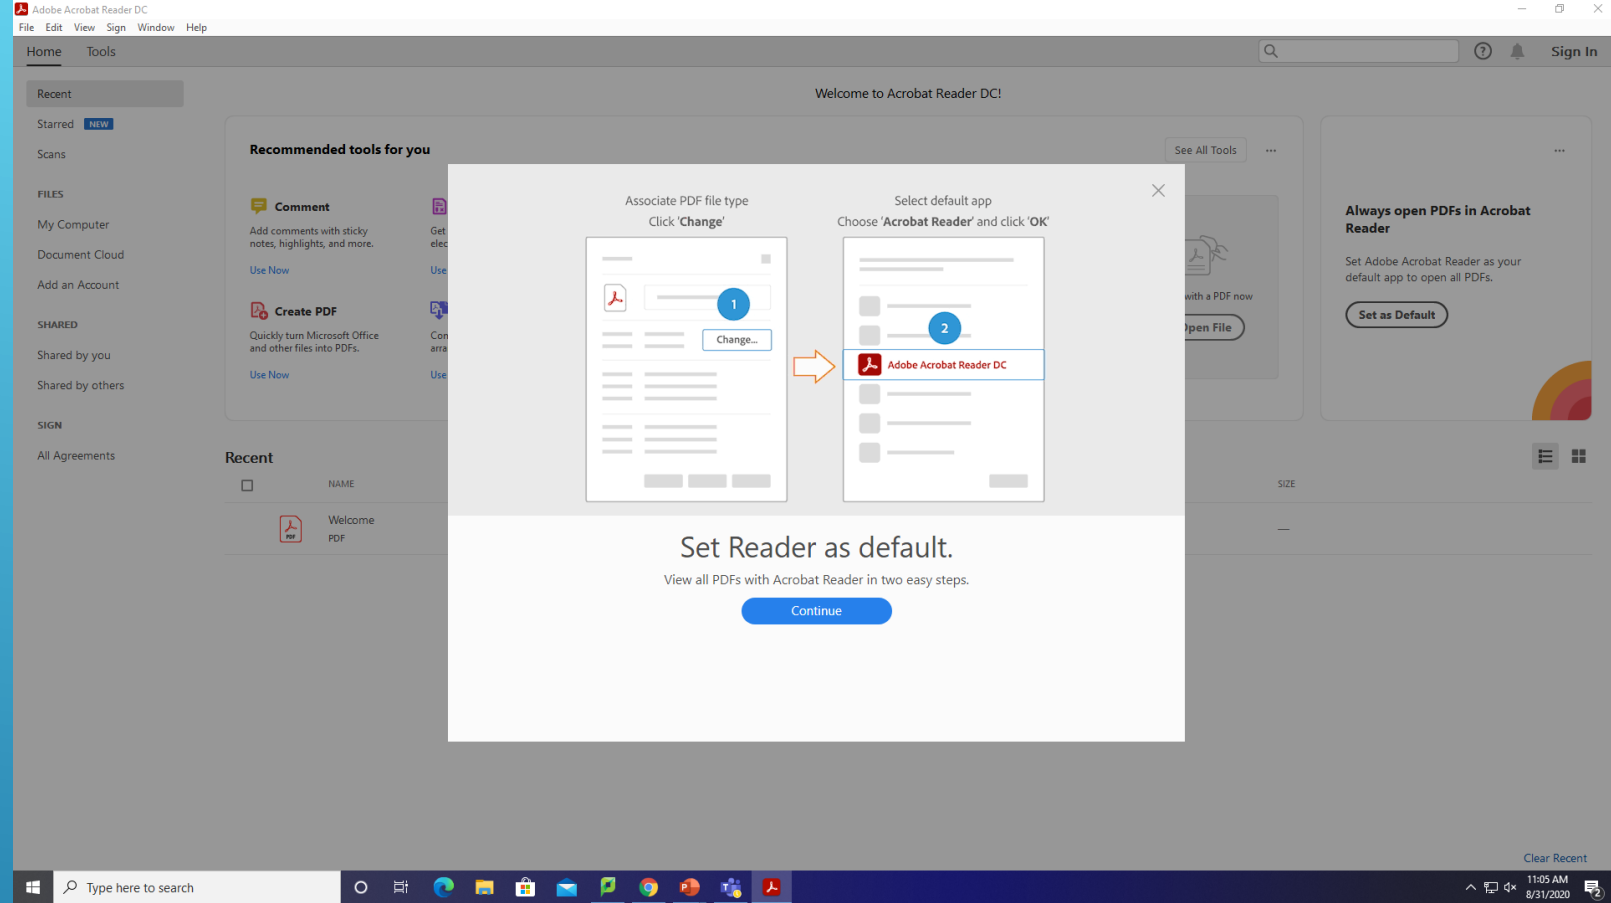 Adobe Acrobat Reader DC
File Edit View Sign Window Help
Home Tools
Sign In
Recent
Starred NEW
Scans
FILES
My Computer
Document Cloud
Add an Account
SHARED
Shared by you
Shared by others
SIGN
All Agreements
Welcome to Acrobat Reader DC!
Recommended tools for you
See All Tools
Comment
Add comments with sticky
notes, highlights, and more.
Use Now
Create PDF
Quickly turn Microsoft Office
and other files into PDFs.
Use Now
Get
Use
Use
with a PDF now
Open File
Always open PDFs in Acrobat
Reader
Set Adobe Acrobat Reader as your
default app to open all PDFs.
Set as Default
Associate PDF file type
Click 'Change'
1
Change...
Select default app
Choose 'Acrobat Reader' and click 'OK'
2
Adobe Acrobat Reader DC
Set Reader as default.
View all PDFs with Acrobat Reader in two easy steps.
Continue
Recent
NAME
SIZE
Welcome
PDF
PDF
—
Clear Recent
Type here to search
11:05 AM
8/31/2020
2